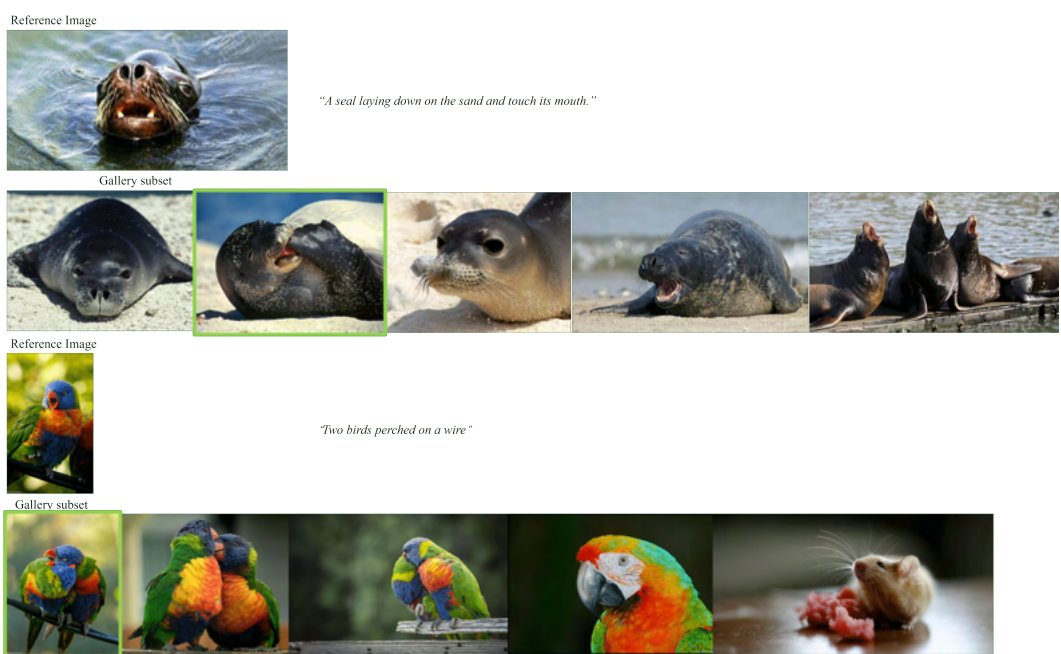 Reference Image
“A seal laying down on the sand and touch its mouth.”
Gallery subset
Reference Image
“Two birds perched on a wire”
Gallery subset